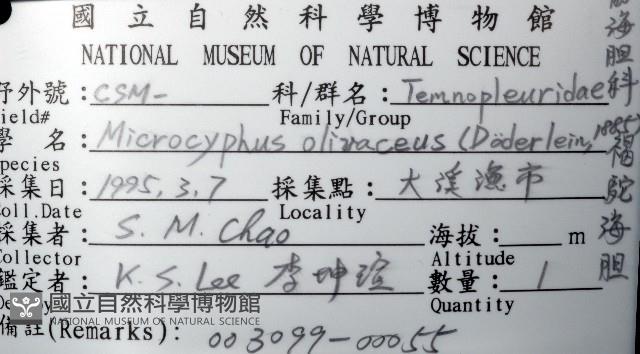 國立自然科學博物館
NATIONAL MUSEUM OF NATURAL SCIENCE
野外號：CSM- 科/群名：Temnopleuridae
Field# Family/Group
學 名：Microcyphus olivaceus (Döderlein, 1885)
Species
採集日：1995. 3. 7 採集點：大溪漁市
Coll.Date Locality
採集者：S. M. Chao 海拔： m
Collector Altitude
鑑定者：K. S. Lee 李坤瑄 數量：1
Quantity
國立自然科學博物館
NATIONAL MUSEUM OF NATURAL SCIENCE
備註(Remarks)：003099-00055
海胆科
海胆